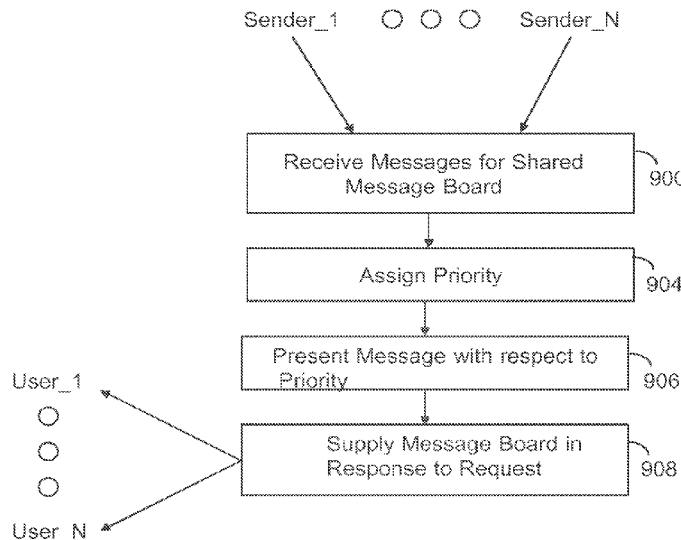 Sender_1 Sender_N
Receive Messages for Shared
Message Board
900
Assign Priority
904
Present Message with respect to
Priority
906
User_1
Supply Message Board in
Response to Request
908
User_N